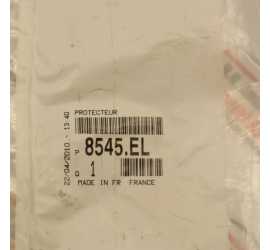 PROTECTEUR
22/04/2010 - 13:40
P 8545.EL
Q 1
MADE IN FR FRANCE